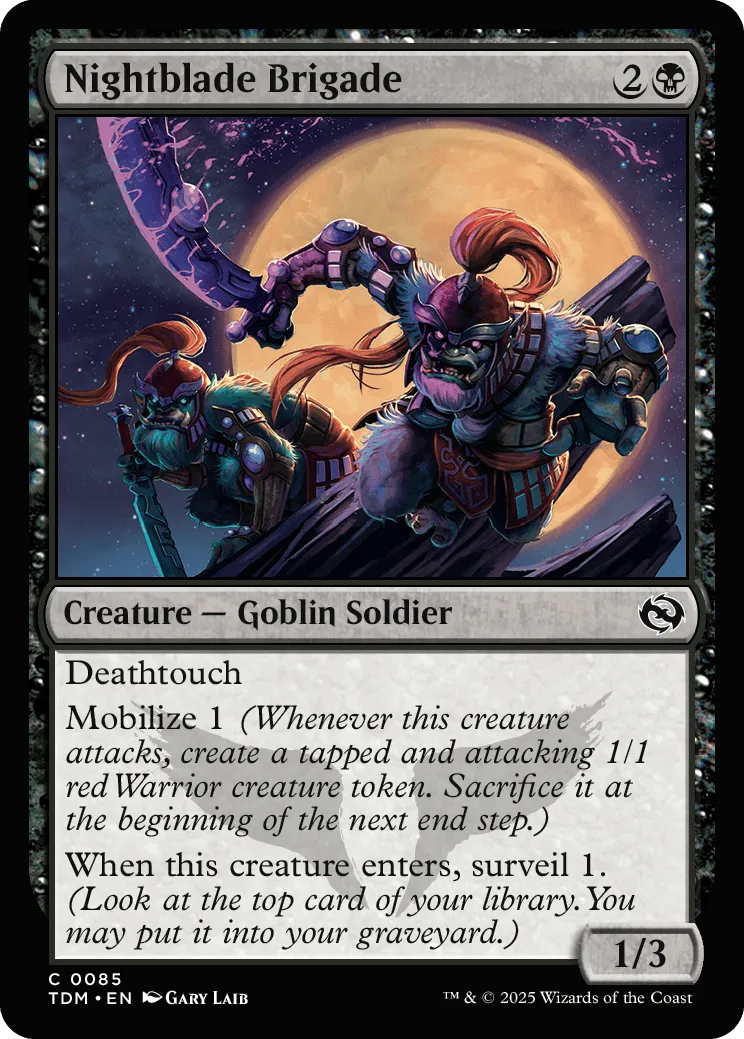 Nightblade Brigade 2
Creature — Goblin Soldier
Deathtouch
Mobilize 1 (Whenever this creature
attacks, create a tapped and attacking 1/1
red Warrior creature token. Sacrifice it at
the beginning of the next end step.)
When this creature enters, surveil 1.
(Look at the top card of your library. You
may put it into your graveyard.)
1/3
C 0085
TDM • EN Gary Laib
™ & © 2025 Wizards of the Coast